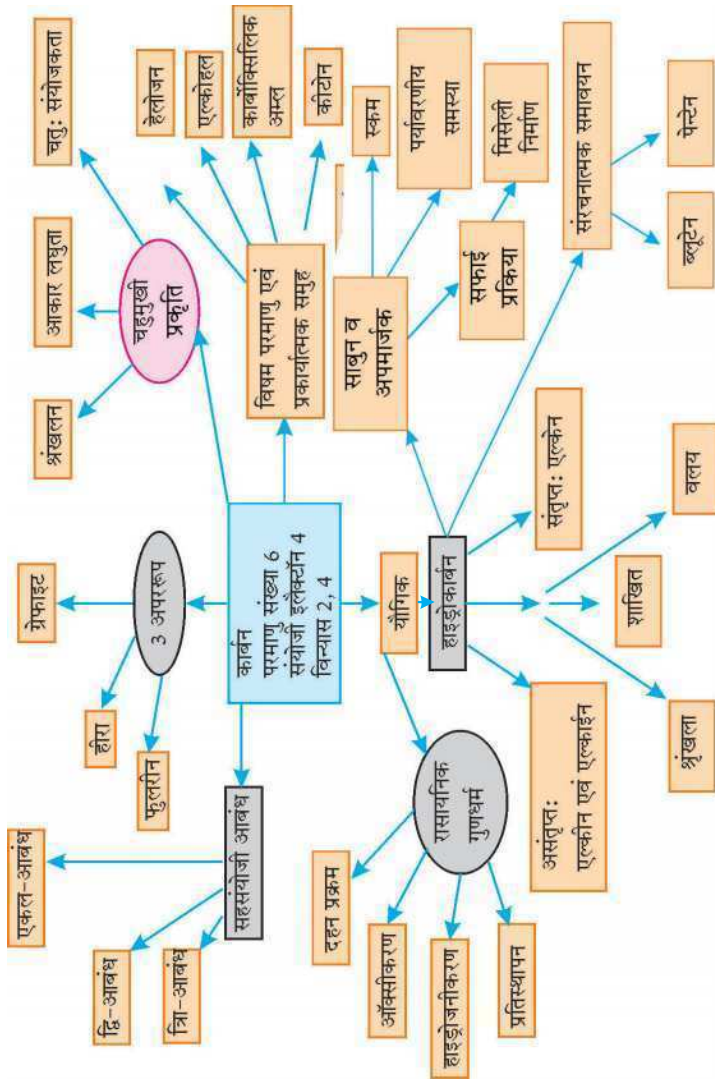 एकल-आबंध
द्वि-आबंध
त्रि-आबंध
सहसंयोजी आबंध
ग्रेफाइट
हीरा
फुलरीन
3 अपररूप
श्रंखलन
आकार लघुता
चतु: संयोजकता
चहुमुखी
प्रकृति
कार्बन
परमाणु संख्या 6
संयोजी इलैक्टॉन 4
विन्यास 2, 4
विषम परमाणु एवं
प्रकार्यात्मक समुह
हेलोजन
एल्कोहल
कार्बोक्सिलिक
अम्ल
कीटोन
साबुन व
अपमार्जक
स्कम
पर्यावरणीय
समस्या
सफाई
प्रकिया
मिसेली
निर्माण
यौगिक
हाइड्रोकार्बन
रासायनिक
गुणधर्म
दहन प्रक्रम
ऑक्सीकरण
हाइड्रोजनीकरण
प्रतिस्थापन
असंतृप्त:
एल्कीन एवं एल्काईन
संतृप्त: एल्केन
श्रृंखला
शाखित
वलय
संरचनात्मक समावयन
ब्लूटेन
पेन्टेन